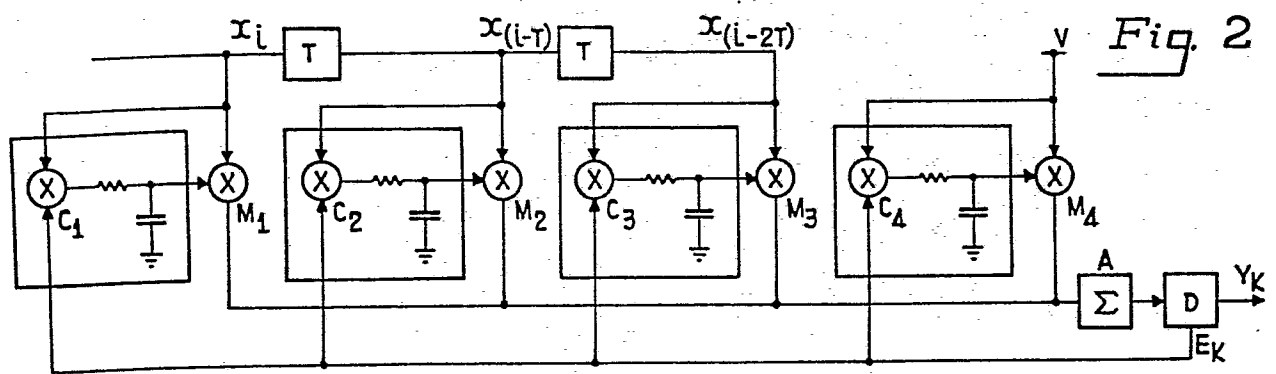 Fig. 2
xi T x(i-T) T x(i-2T) V
X X X X X X X X
C1 M1 C2 M2 C3 M3 C4 M4
A
Σ D YK
EK